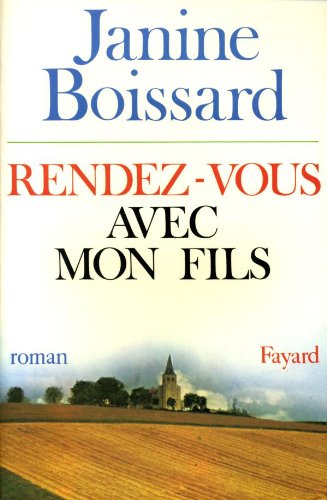 Janine
Boissard
RENDEZ-VOUS
AVEC
MON FILS
roman
Fayard